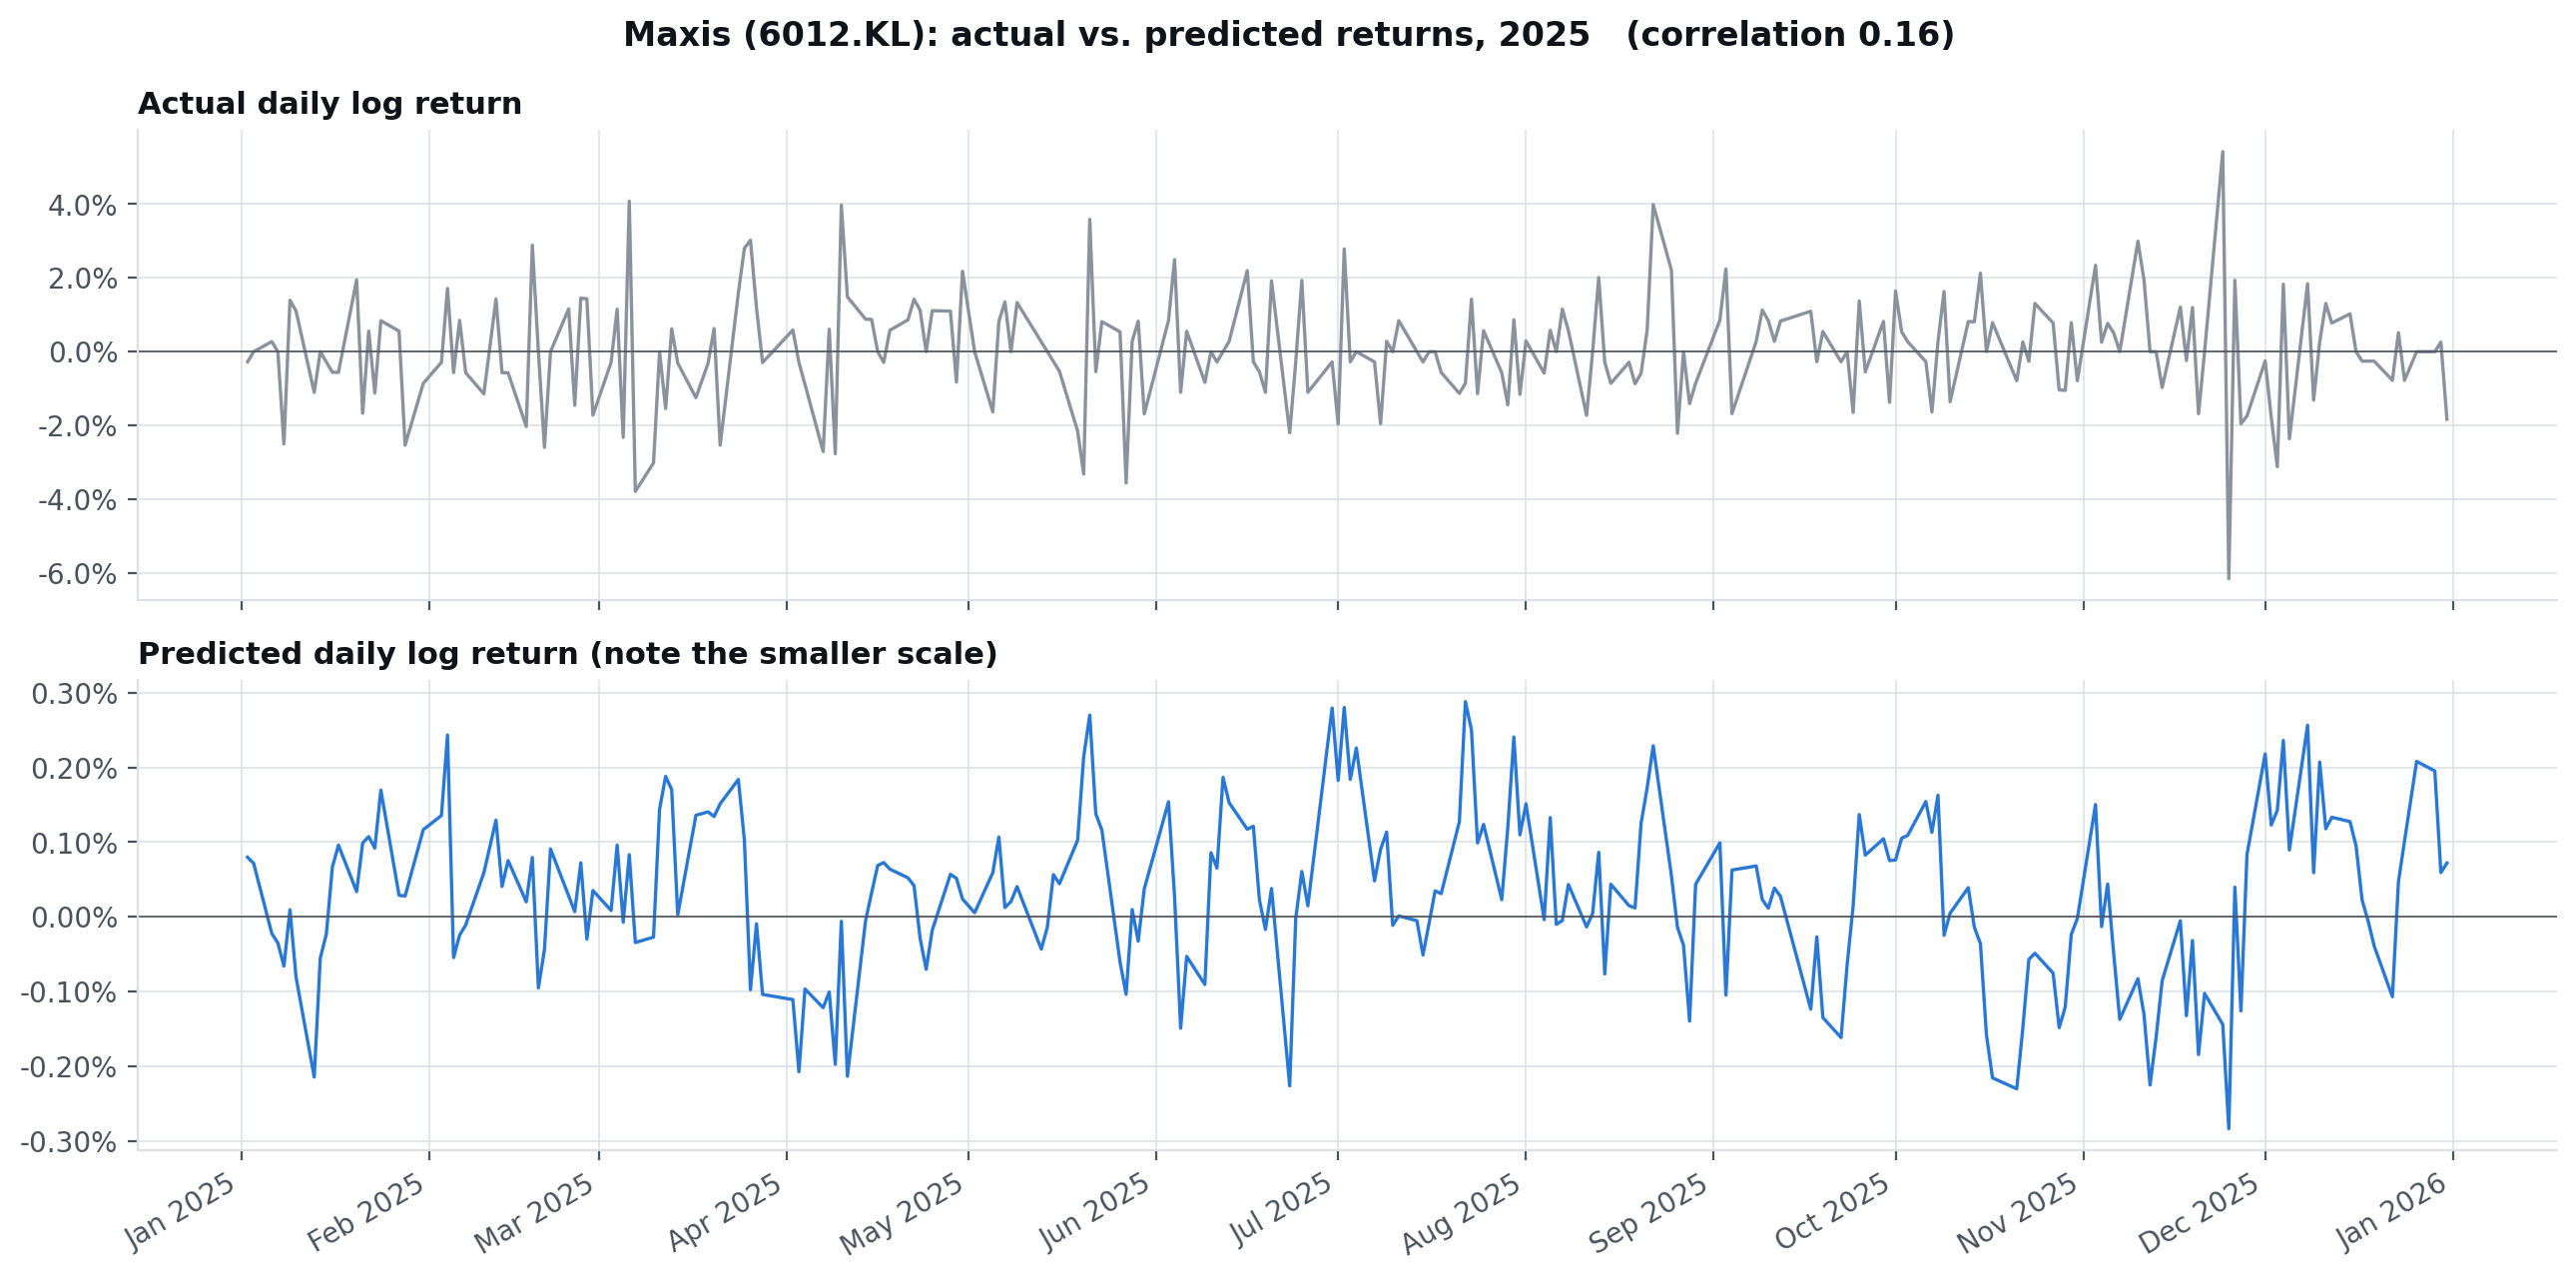 Maxis (6012.KL): actual vs. predicted returns, 2025   (correlation 0.16)
Actual daily log return
4.0%
2.0%
0.0%
-2.0%
-4.0%
-6.0%
Predicted daily log return (note the smaller scale)
0.30%
0.20%
0.10%
0.00%
-0.10%
-0.20%
-0.30%
Jan 2025
Feb 2025
Mar 2025
Apr 2025
May 2025
Jun 2025
Jul 2025
Aug 2025
Sep 2025
Oct 2025
Nov 2025
Dec 2025
Jan 2026